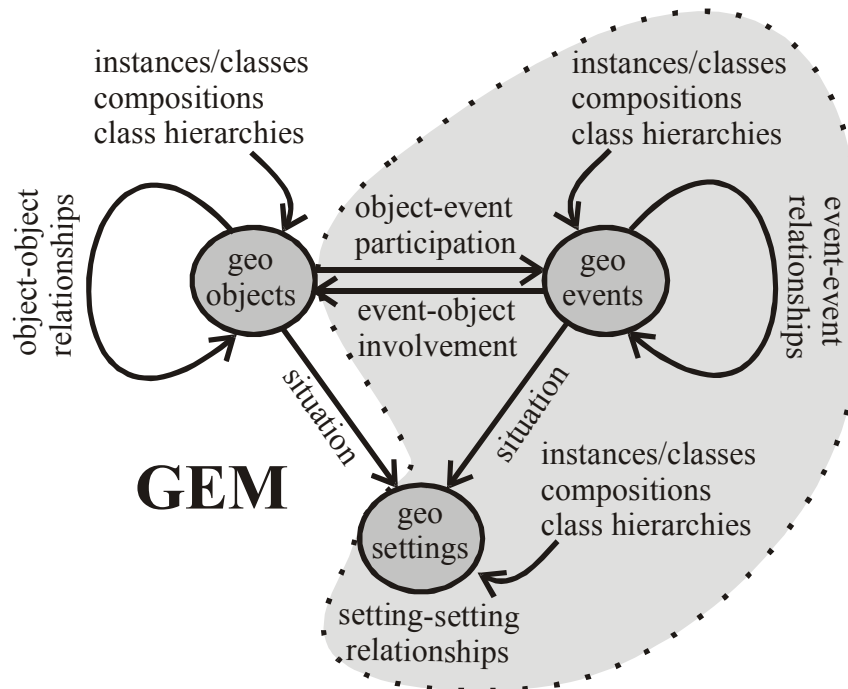 instances/classes
compositions
class hierarchies
instances/classes
compositions
class hierarchies
object-object
relationships
object-event
participation
event-event
relationships
geo
objects
geo
events
event-object
involvement
situation
situation
GEM
instances/classes
compositions
class hierarchies
geo
settings
setting-setting
relationships